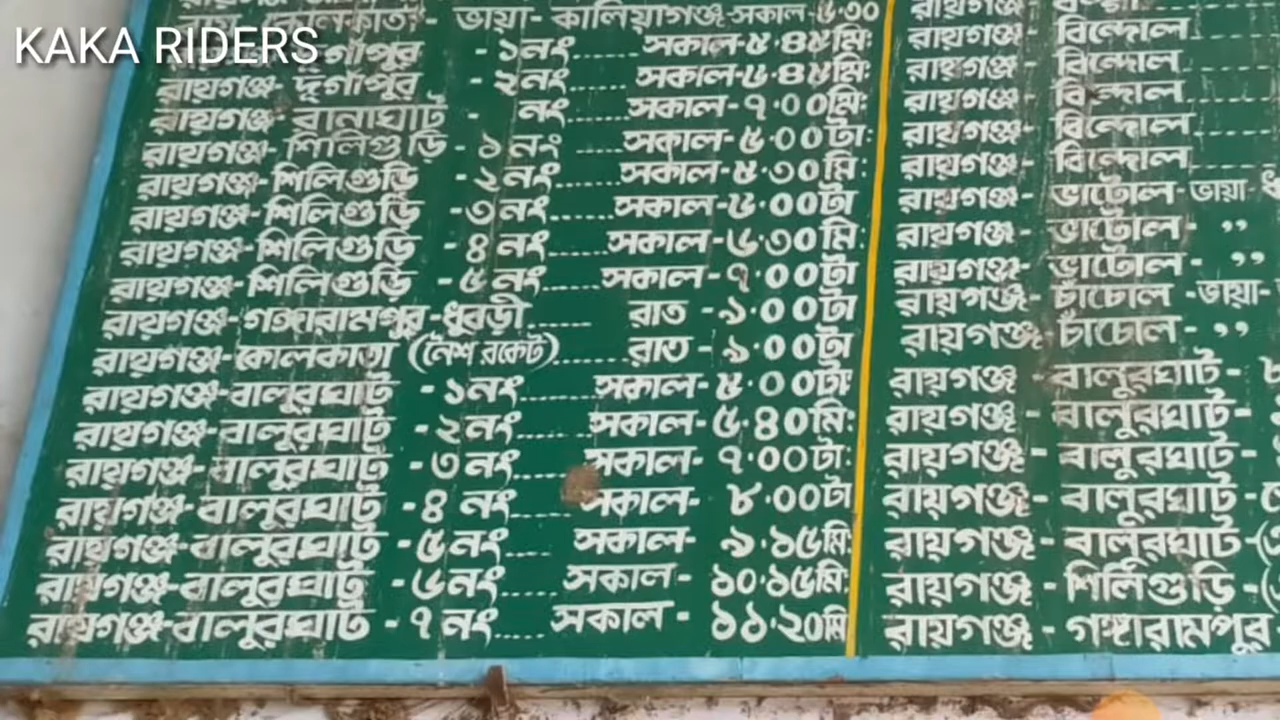 KAKA RIDERS
কোলকাতা - ভায়া - কালিয়াগঞ্জ-সকাল - ৫.৩০
দুর্গাপুর - ১নং সকাল-৫.৪৫মিঃ
রায়গঞ্জ- দুর্গাপুর - ২নং সকাল-৬.৪৫মিঃ
রায়গঞ্জ- রানাঘাট - নং সকাল-৭.০০মিঃ
রায়গঞ্জ-শিলিগুড়ি - ১ নং .... সকাল-৫.০০টাঃ
রায়গঞ্জ-শিলিগুড়ি - ২নং...... সকাল-৫.৩০মিঃ
রায়গঞ্জ-শিলিগুড়ি -৩নং......সকাল-৬.০০টা
রায়গঞ্জ-শিলিগুড়ি -৪নং.......সকাল-৬.৩০মিঃ
রায়গঞ্জ-শিলিগুড়ি - ৫নং......সকাল-৭.০০টা
রায়গঞ্জ-গঙ্গারামপুর-ধুবড়ী...... রাত -৯.০০টা
রায়গঞ্জ-কোলকাতা (নৈশ রকেট)...... রাত - ৯.০০টা
রায়গঞ্জ-বালুরঘাট - ১নং......সকাল- ৫.০০টা
রায়গঞ্জ-বালুরঘাট - ২নং......সকাল- ৫.৪০মিঃ
রায়গঞ্জ-বালুরঘাট -৩নং.... সকাল- ৭.০০টাঃ
রায়গঞ্জ-বালুরঘাট -৪ নং.... সকাল- ৮.০০টা
রায়গঞ্জ-বালুরঘাট -৫নং.... সকাল- ৯.১৫মিঃ
রায়গঞ্জ-বালুরঘাট -৬নং.... সকাল- ১০.১৫মিঃ
রায়গঞ্জ-বালুরঘাট - ৭ নং.... সকাল - ১১.২০মি
রায়গঞ্জ
রায়গঞ্জ- বিন্দোল
রায়গঞ্জ- বিন্দোল
রায়গঞ্জ- বিন্দোল
রায়গঞ্জ- বিন্দোল
রায়গঞ্জ- বিন্দোল
রায়গঞ্জ- ভাটোল-ভায়া
রায়গঞ্জ- ভাটোল- ,,
রায়গঞ্জ- ভাটোল- ,,
রায়গঞ্জ- চাঁচোল -ভায়া-
রায়গঞ্জ- চাঁচোল- ,,
রায়গঞ্জ - বালুরঘাট-
রায়গঞ্জ - বালুরঘাট-
রায়গঞ্জ - বালুরঘাট-
রায়গঞ্জ - বালুরঘাট-
রায়গঞ্জ - বালুরঘাট-
রায়গঞ্জ - শিলিগুড়ি-
রায়গঞ্জ - গঙ্গারামপুর